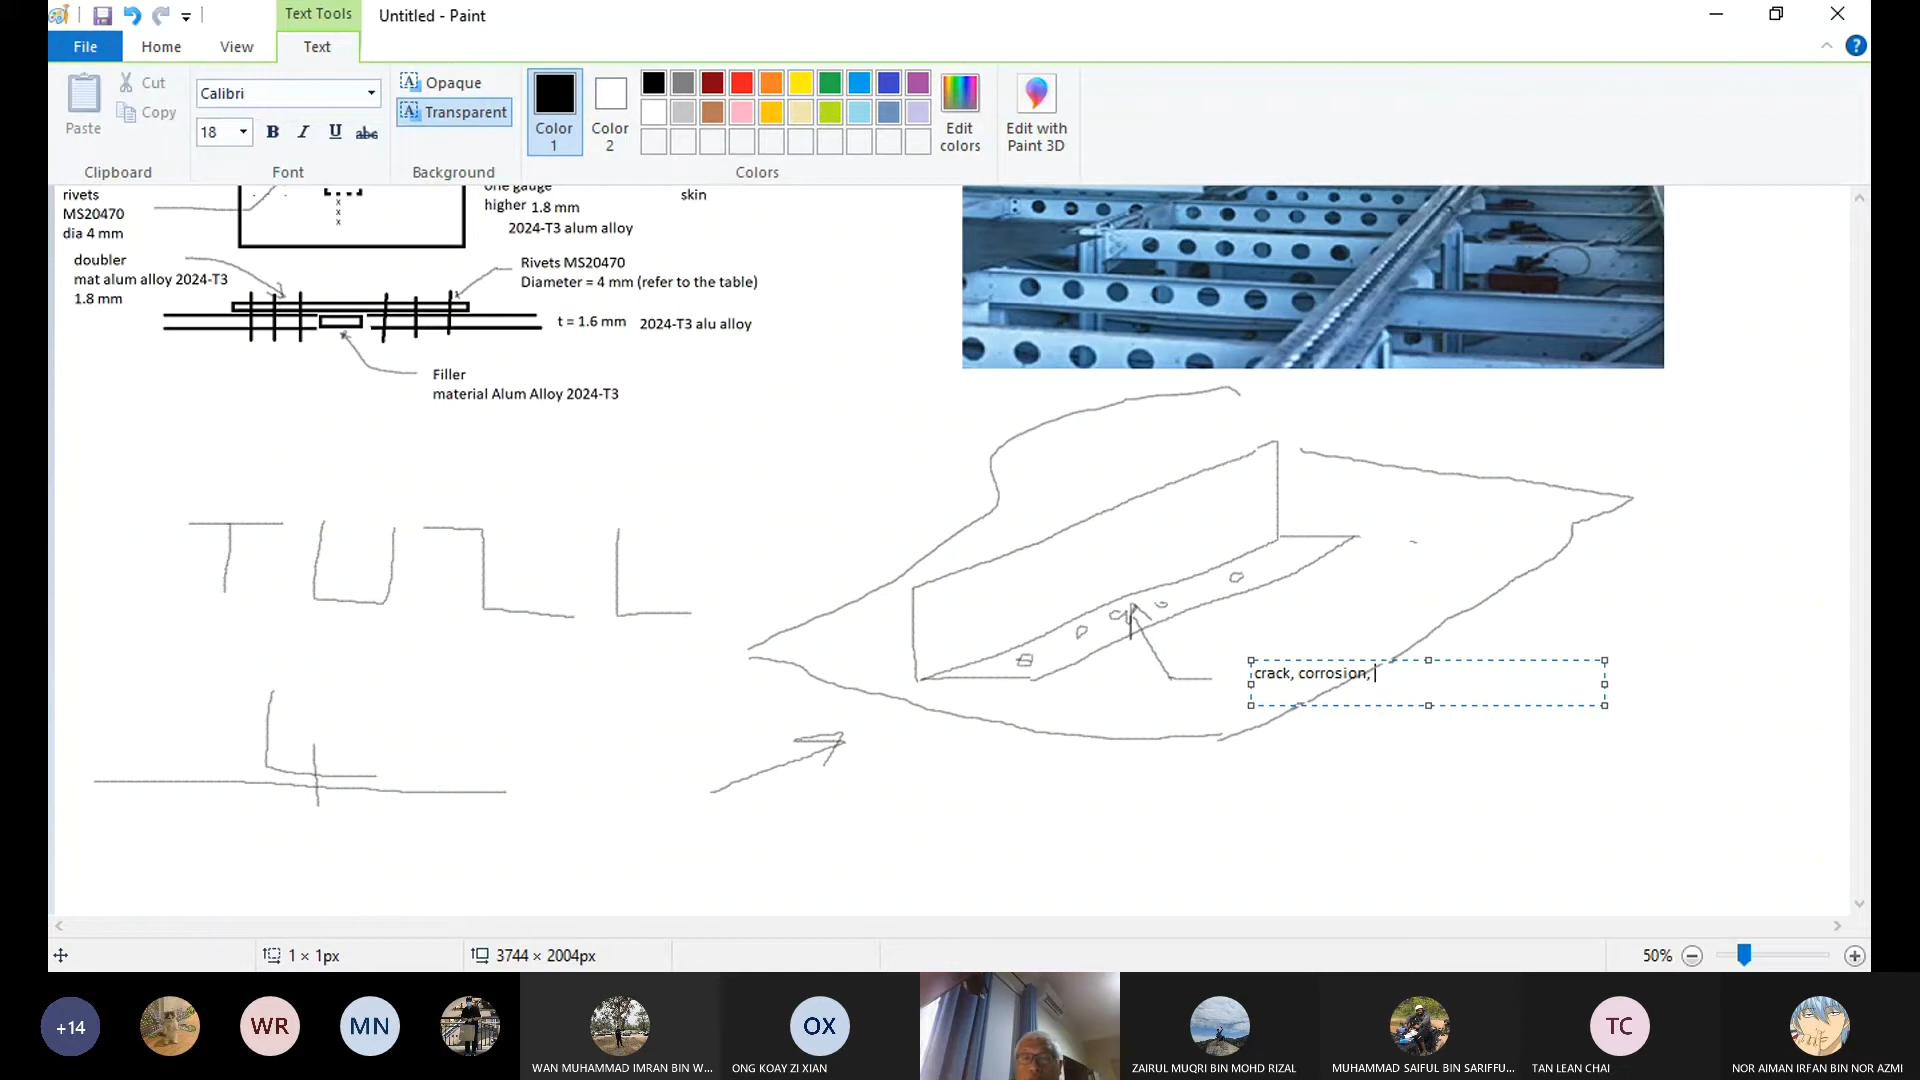 Text Tools
Untitled - Paint
File
Home
View
Text
Paste
Cut
Copy
Clipboard
Calibri
18
B
I
U
abc
Font
Opaque
Transparent
Background
Color
1
Color
2
Colors
Edit
colors
Edit with
Paint 3D
rivets
MS20470
dia 4 mm
x
x
x
one gauge
higher
1.8 mm
2024-T3 alum alloy
skin
doubler
mat alum alloy 2024-T3
1.8 mm
Rivets MS20470
Diameter = 4 mm (refer to the table)
t = 1.6 mm
2024-T3 alu alloy
Filler
material Alum Alloy 2024-T3
crack, corrosion,
1 × 1px
3744 × 2004px
50%
+14
WR
MN
WAN MUHAMMAD IMRAN BIN W...
OX
ONG KOAY ZI XIAN
ZAIRUL MUQRI BIN MOHD RIZAL
MUHAMMAD SAIFUL BIN SARIFFU...
TC
TAN LEAN CHAI
NOR AIMAN IRFAN BIN NOR AZMI